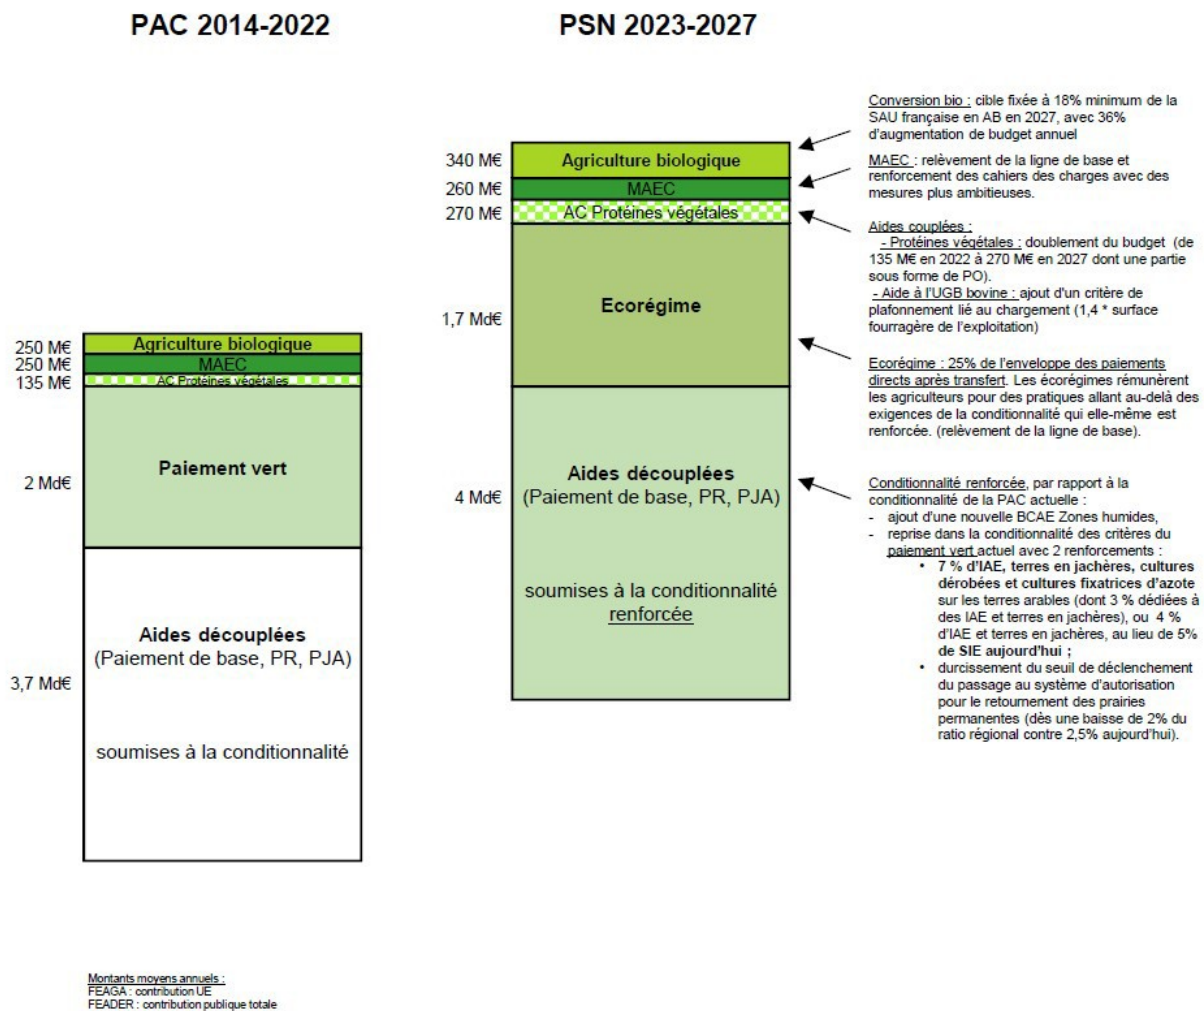 PAC 2014-2022
PSN 2023-2027
250 M€
Agriculture biologique
250 M€
MAEC
135 M€
AC Protéines végétales
2 Md€
Paiement vert
3,7 Md€
Aides découplées
(Paiement de base, PR, PJA)
soumises à la conditionnalité
340 M€
Agriculture biologique
260 M€
MAEC
270 M€
AC Protéines végétales
1,7 Md€
Ecorégime
4 Md€
Aides découplées
(Paiement de base, PR, PJA)
soumises à la conditionnalité
renforcée
Conversion bio : cible fixée à 18% minimum de la
SAU française en AB en 2027, avec 36%
d'augmentation de budget annuel
MAEC : relèvement de la ligne de base et
renforcement des cahiers des charges avec des
mesures plus ambitieuses.
Aides couplées :
- Protéines végétales : doublement du budget (de
135 M€ en 2022 à 270 M€ en 2027 dont une partie
sous forme de PO).
- Aide à l'UGB bovine : ajout d'un critère de
plafonnement lié au chargement (1,4 * surface
fourragère de l'exploitation)
Ecorégime : 25% de l'enveloppe des paiements
directs après transfert. Les écorégimes rémunèrent
les agriculteurs pour des pratiques allant au-delà des
exigences de la conditionnalité qui elle-même est
renforcée. (relèvement de la ligne de base).
Conditionnalité renforcée, par rapport à la
conditionnalité de la PAC actuelle :
- ajout d'une nouvelle BCAE Zones humides,
- reprise dans la conditionnalité des critères du
paiement vert actuel avec 2 renforcements :
• 7 % d'IAE, terres en jachères, cultures
dérobées et cultures fixatrices d'azote
sur les terres arables (dont 3 % dédiées à
des IAE et terres en jachères), ou 4 %
d'IAE et terres en jachères, au lieu de 5%
de SIE aujourd'hui ;
• durcissement du seuil de déclenchement
du passage au système d'autorisation
pour le retournement des prairies
permanentes (dès une baisse de 2% du
ratio régional contre 2,5% aujourd'hui).
Montants moyens annuels :
FEAGA : contribution UE
FEADER : contribution publique totale